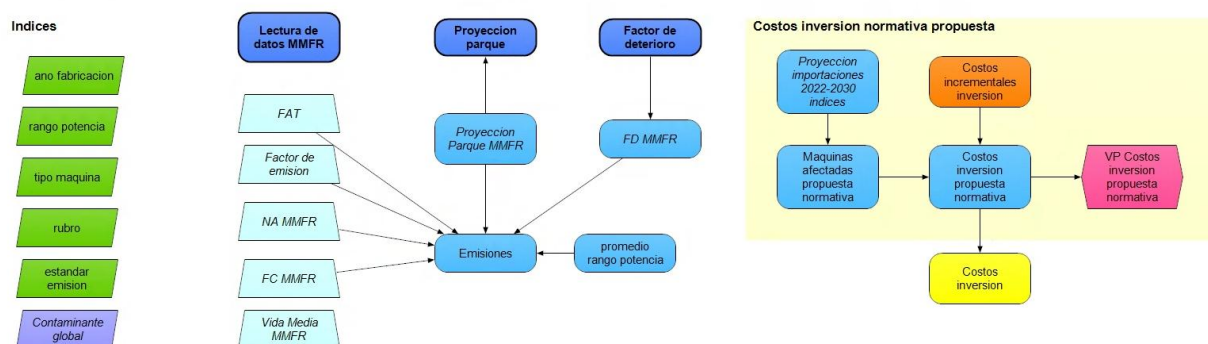 Indices
ano fabricacion
rango potencia
tipo maquina
rubro
estandar
emision
Contaminante
global
Lectura de
datos MMFR
FAT
Factor de
emision
NA MMFR
FC MMFR
Vida Media
MMFR
Proyeccion
parque
Proyeccion
Parque MMFR
Emisiones
Factor de
deterioro
FD MMFR
promedio
rango potencia
Costos inversion normativa propuesta
Proyeccion
importaciones
2022-2030
indices
Costos
incrementales
inversion
Maquinas
afectadas
propuesta
normativa
Costos
inversion
propuesta
normativa
VP Costos
inversion
propuesta
normativa
Costos
inversion